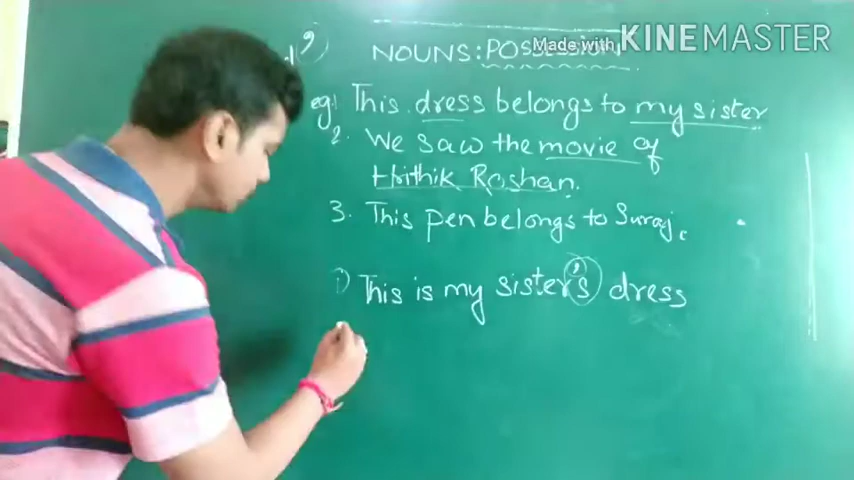 NOUNS: POSSESSION
Made with KINEMASTER
eg:1 This dress belongs to my sister
2. We saw the movie of
Hrithik Roshan.
3. This pen belongs to Suraj.
i) This is my sister's dress